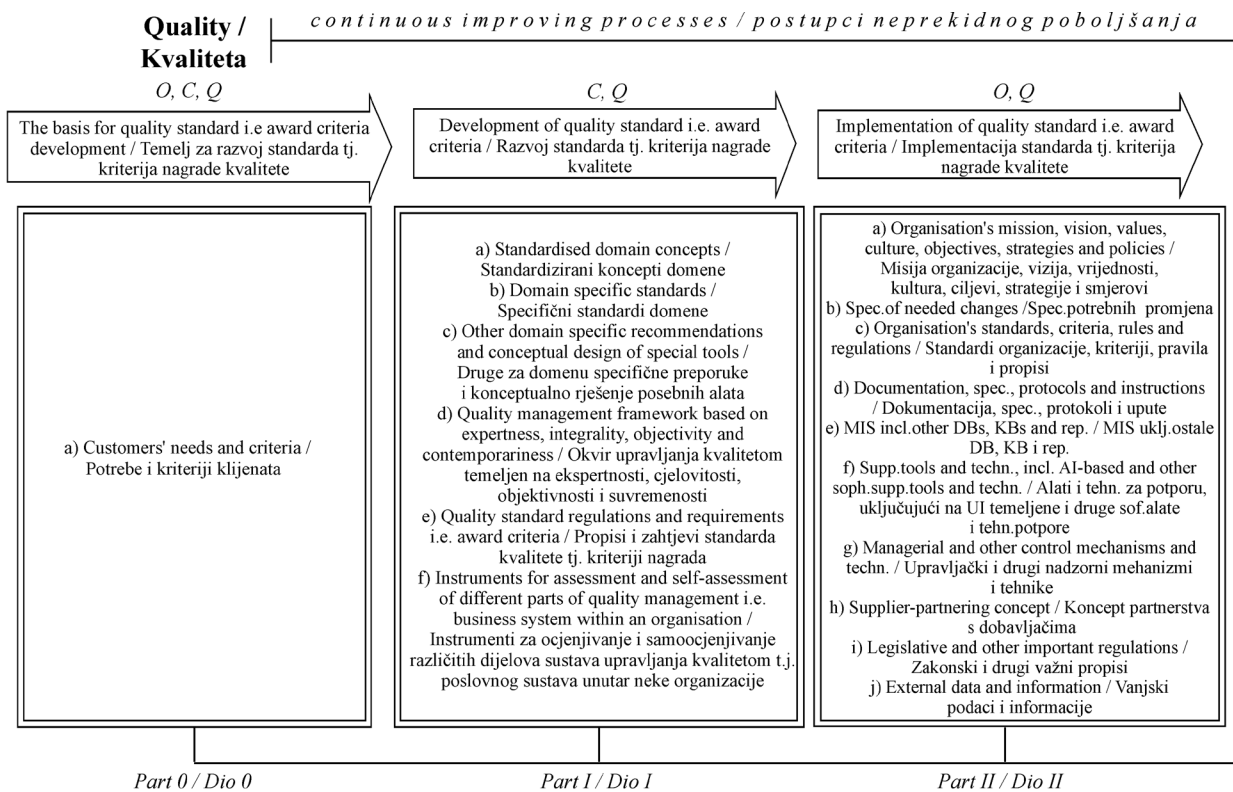 Quality /
Kvaliteta
continuous improving processes / postupci neprekidnog poboljšanja
O, C, Q
The basis for quality standard i.e award criteria
development / Temelj za razvoj standarda tj.
kriterija nagrade kvalitete
a) Customers' needs and criteria /
Potrebe i kriteriji klijenata
Part 0 / Dio 0
C, Q
Development of quality standard i.e. award
criteria / Razvoj standarda tj. kriterija nagrade
kvalitete
a) Standardised domain concepts /
Standardizirani koncepti domene
b) Domain specific standards /
Specifični standardi domene
c) Other domain specific recommendations
and conceptual design of special tools /
Druge za domenu specifične preporuke
i konceptualno rješenje posebnih alata
d) Quality management framework based on
expertness, integrality, objectivity and
contemporariness / Okvir upravljanja kvalitetom
temeljen na ekspertnosti, cjelovitosti,
objektivnosti i suvremenosti
e) Quality standard regulations and requirements
i.e. award criteria / Propisi i zahtjevi standarda
kvalitete tj. kriteriji nagrada
f) Instruments for assessment and self-assessment
of different parts of quality management i.e.
business system within an organisation /
Instrumenti za ocjenjivanje i samoocjenjivanje
različitih dijelova sustava upravljanja kvalitetom t.j.
poslovnog sustava unutar neke organizacije
Part I / Dio I
O, Q
Implementation of quality standard i.e. award
criteria / Implementacija standarda tj. kriterija
nagrade kvalitete
a) Organisation's mission, vision, values,
culture, objectives, strategies and policies /
Misija organizacije, vizija, vrijednosti,
kultura, ciljevi, strategije i smjerovi
b) Spec.of needed changes /Spec.potrebnih promjena
c) Organisation's standards, criteria, rules and
regulations / Standardi organizacije, kriteriji, pravila
i propisi
d) Documentation, spec., protocols and instructions
/ Dokumentacija, spec., protokoli i upute
e) MIS incl.other DBs, KBs and rep. / MIS uklj.ostale
DB, KB i rep.
f) Supp.tools and techn., incl. AI-based and other
soph.supp.tools and techn. / Alati i tehn. za potporu,
uključujući na UI temeljene i druge sof.alate
i tehn.potpore
g) Managerial and other control mechanisms and
techn. / Upravljački i drugi nadzorni mehanizmi
i tehnike
h) Supplier-partnering concept / Koncept partnerstva
s dobavljačima
i) Legislative and other important regulations /
Zakonski i drugi važni propisi
j) External data and information / Vanjski
podaci i informacije
Part II / Dio II